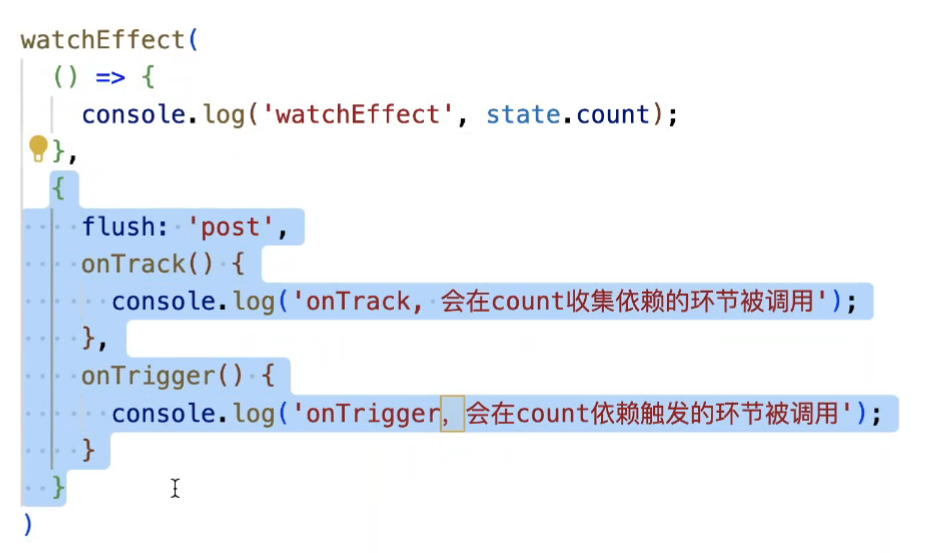 watchEffect(
  () => {
    console.log('watchEffect', state.count);
  },
  {
    flush: 'post',
    onTrack() {
      console.log('onTrack, 会在count收集依赖的环节被调用');
    },
    onTrigger() {
      console.log('onTrigger，会在count依赖触发的环节被调用');
    }
  }
)